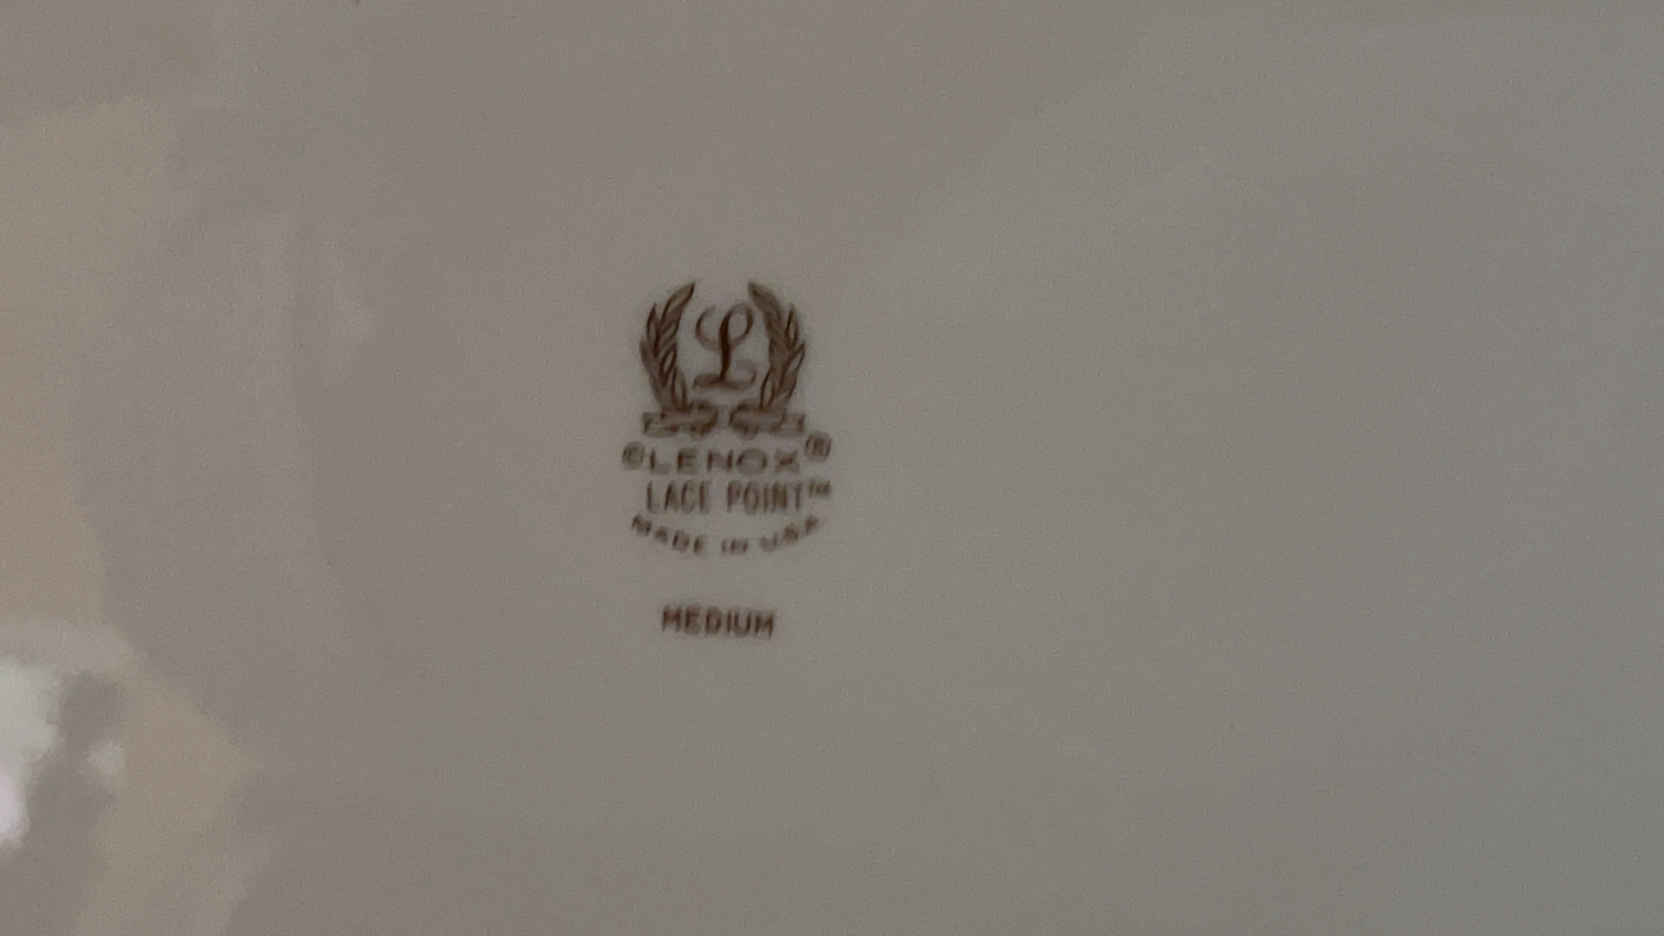 L
©LENOX®
LACE POINT™
MADE IN USA
MEDIUM